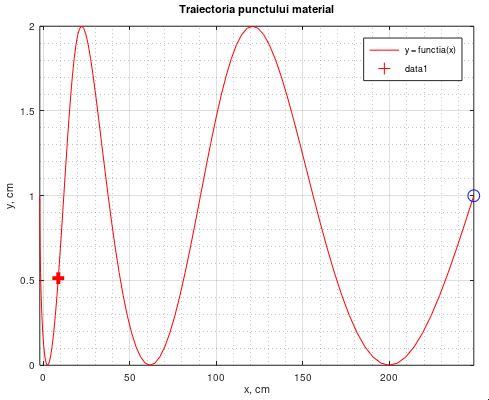 Traiectoria punctului material
y = functia(x)
data1
2
1.5
1
0.5
0
y, cm
0
50
100
150
200
x, cm